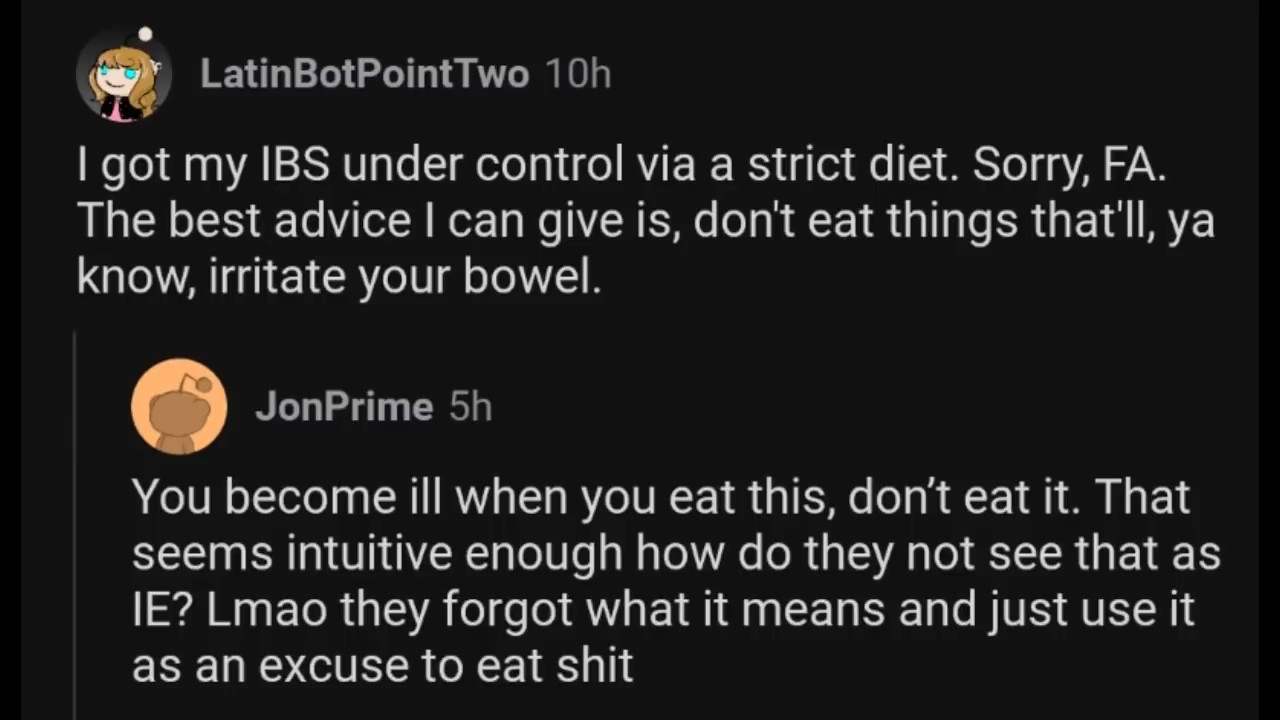 LatinBotPointTwo 10h
I got my IBS under control via a strict diet. Sorry, FA.
The best advice I can give is, don't eat things that'll, ya
know, irritate your bowel.
JonPrime 5h
You become ill when you eat this, don’t eat it. That
seems intuitive enough how do they not see that as
IE? Lmao they forgot what it means and just use it
as an excuse to eat shit